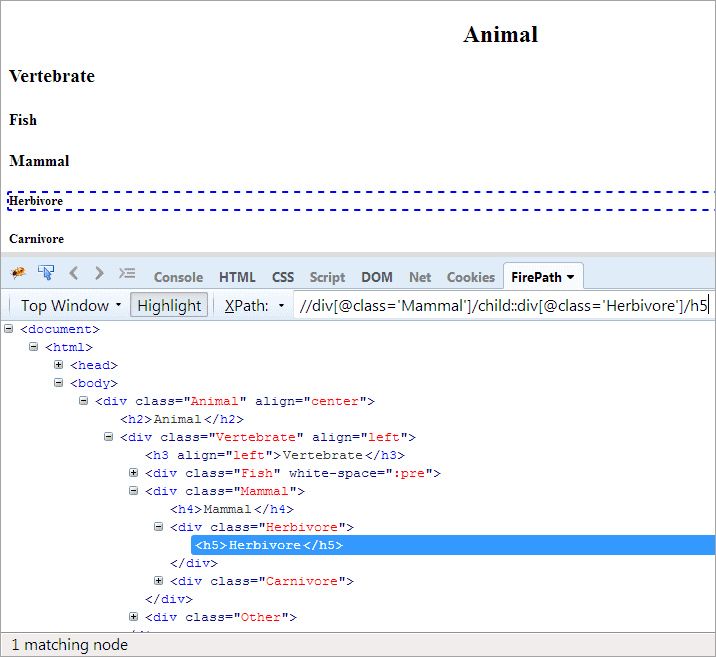 Animal
Vertebrate
Fish
Mammal
Herbivore
Carnivore
Console HTML CSS Script DOM Net Cookies FirePath
Top Window Highlight XPath: //div[@class='Mammal']/child::div[@class='Herbivore']/h5
<document>
<html>
<head>
<body>
<div class="Animal" align="center">
<h2>Animal</h2>
<div class="Vertebrate" align="left">
<h3 align="left">Vertebrate</h3>
<div class="Fish" white-space=":pre">
<div class="Mammal">
<h4>Mammal</h4>
<div class="Herbivore">
<h5>Herbivore</h5>
</div>
<div class="Carnivore">
</div>
<div class="Other">
1 matching node